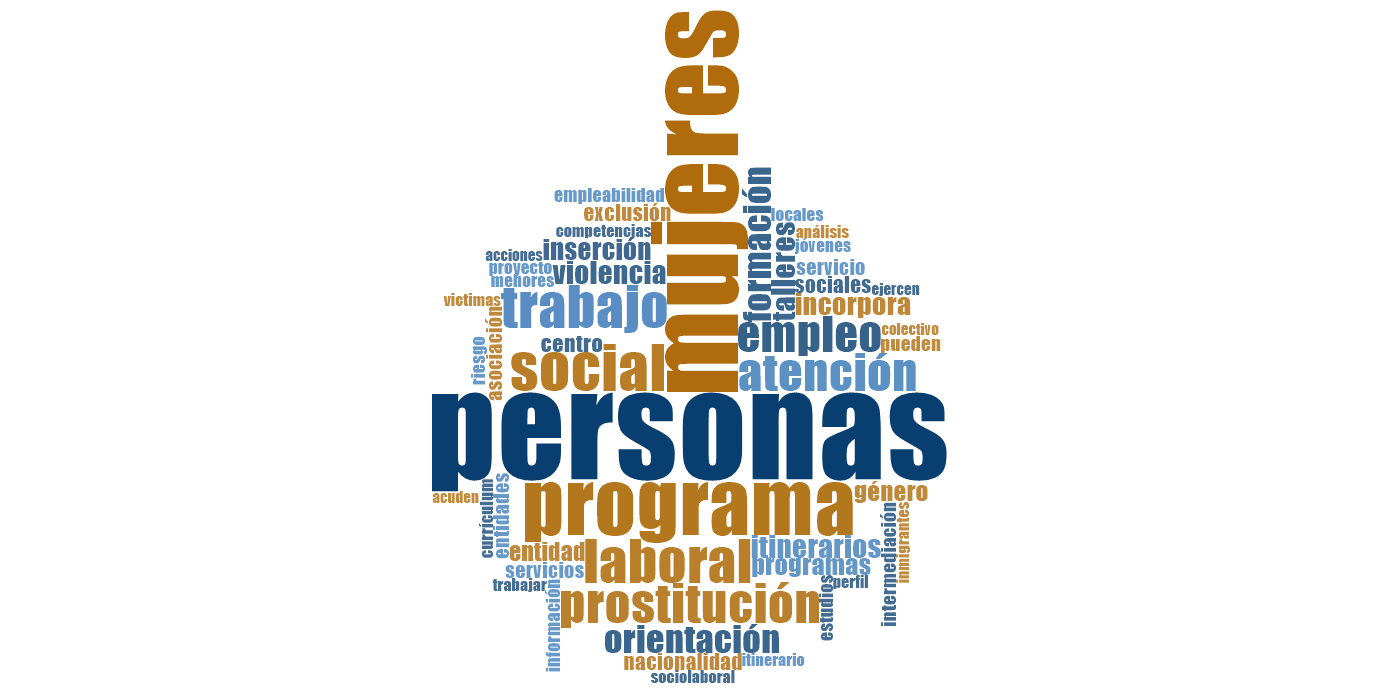 mujeres
formación
empleabilidad
exclusión
locales
talleres
competencias
análisis
jóvenes
acciones
inserción
proyecto
violencia
servicio
menores
sociales
ejercen
victimas
trabajo
incorpora
asociación
colectivo
centro
empleo
pueden
riesgo
social
atención
personas
acuden
currículum
entidades
programa
género
inmigrantes
intermediación
entidad
laboral
itinerarios
servicios
programas
trabajar
perfil
información
prostitución
estudios
orientación
nacionalidad
itinerario
sociolaboral